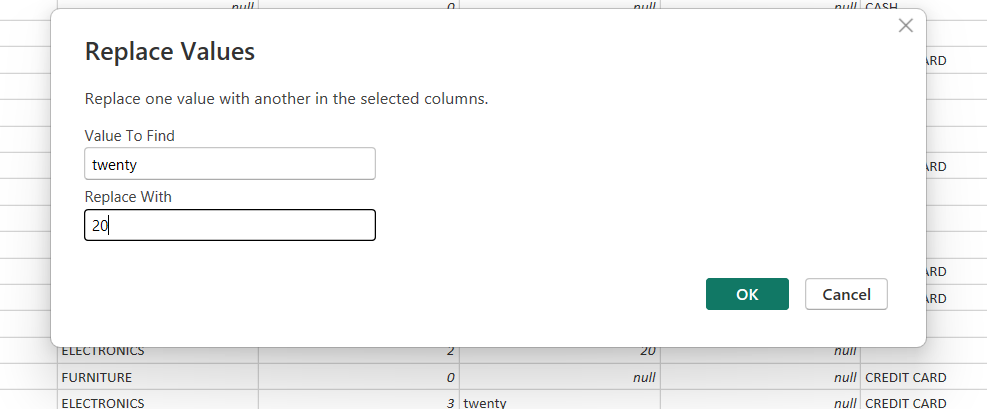 null 0 null null CASH
Replace Values
Replace one value with another in the selected columns.
ARD
Value To Find
twenty
ARD
Replace With
20
ARD
OK Cancel ARD
ELECTRONICS 2 20 null
FURNITURE 0 null null CREDIT CARD
ELECTRONICS 3 twenty null CREDIT CARD